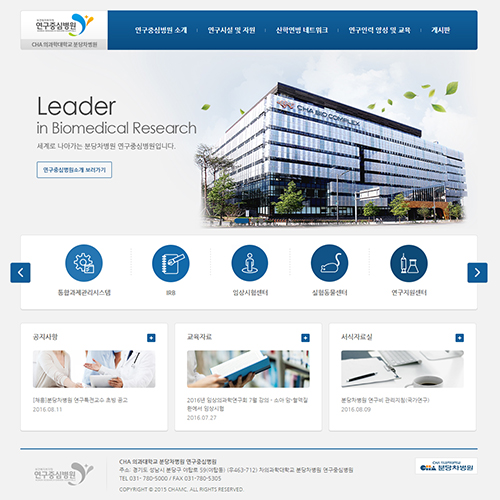 연구중심병원
CHA 의과학대학교 분당차병원
연구중심병원 소개
연구시설 및 자원
산학연병 네트워크
연구인력 양성 및 교육
게시판
Leader
in Biomedical Research
세계로 나아가는 분당차병원 연구중심병원입니다.
연구중심병원소개 보러가기
CHA BIO COMPLEX
통합과제관리시스템
IRB
임상시험센터
실험동물센터
연구지원센터
공지사항
[채용]분당차병원 연구특전교수 초빙 공고
2016.08.11
교육자료
2016년 임상의과학연구회 7월 강의 - 소아 암·혈액질
환에서 임상시험
2016.07.27
서식자료실
분당차병원 연구비 관리지침(국가연구)
2016.08.09
연구중심병원
CHA 의과대학교 분당차병원 연구중심병원
주소: 경기도 성남시 분당구 야탑로 59(야탑동) (우463-712) 차의과학대학교 분당차병원 연구중심병원
TEL 031- 780-5000 / FAX 031-780-5305
COPYRIGHT © 2015 CHAMC, ALL RIGHTS RESERVED.
CHA 분당차병원